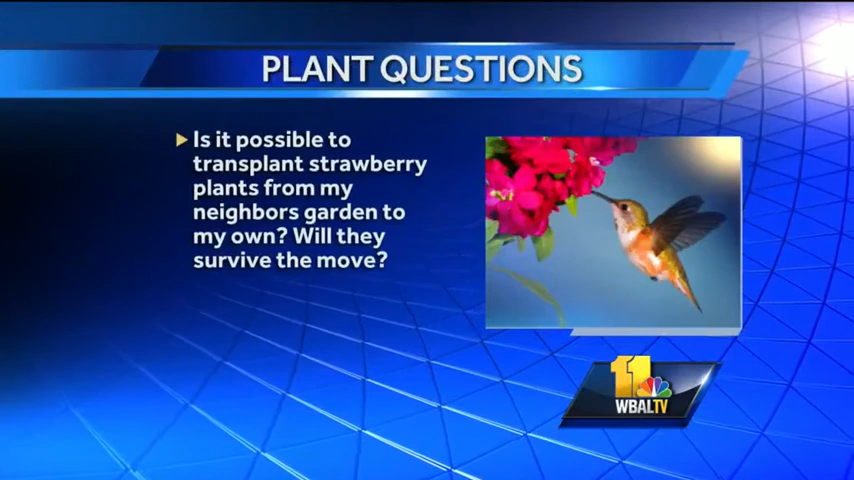 PLANT QUESTIONS
Is it possible to
transplant strawberry
plants from my
neighbors garden to
my own? Will they
survive the move?
11
WBALTV